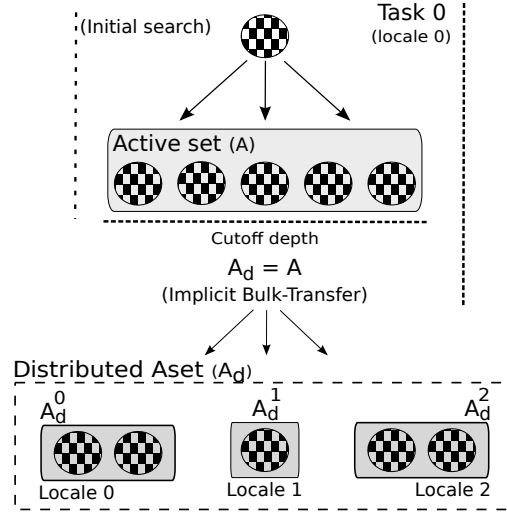 (Initial search)
Task 0
(locale 0)
Active set (A)
Cutoff depth
A_d = A
(Implicit Bulk-Transfer)
Distributed Aset (A_d)
A_d^0
A_d^1
A_d^2
Locale 0
Locale 1
Locale 2